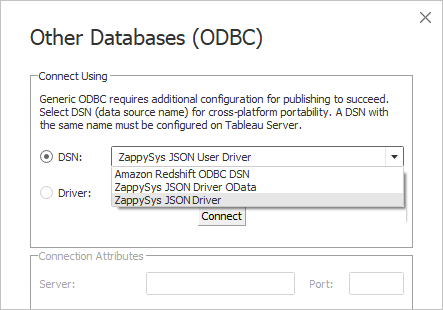 Other Databases (ODBC)
Connect Using
Generic ODBC requires additional configuration for publishing to succeed.
Select DSN (data source name) for cross-platform portability. A DSN with
the same name must be configured on Tableau Server.
DSN: ZappySys JSON User Driver
Amazon Redshift ODBC DSN
ZappySys JSON Driver OData
Driver: ZappySys JSON Driver
Connect
Connection Attributes
Server: Port: